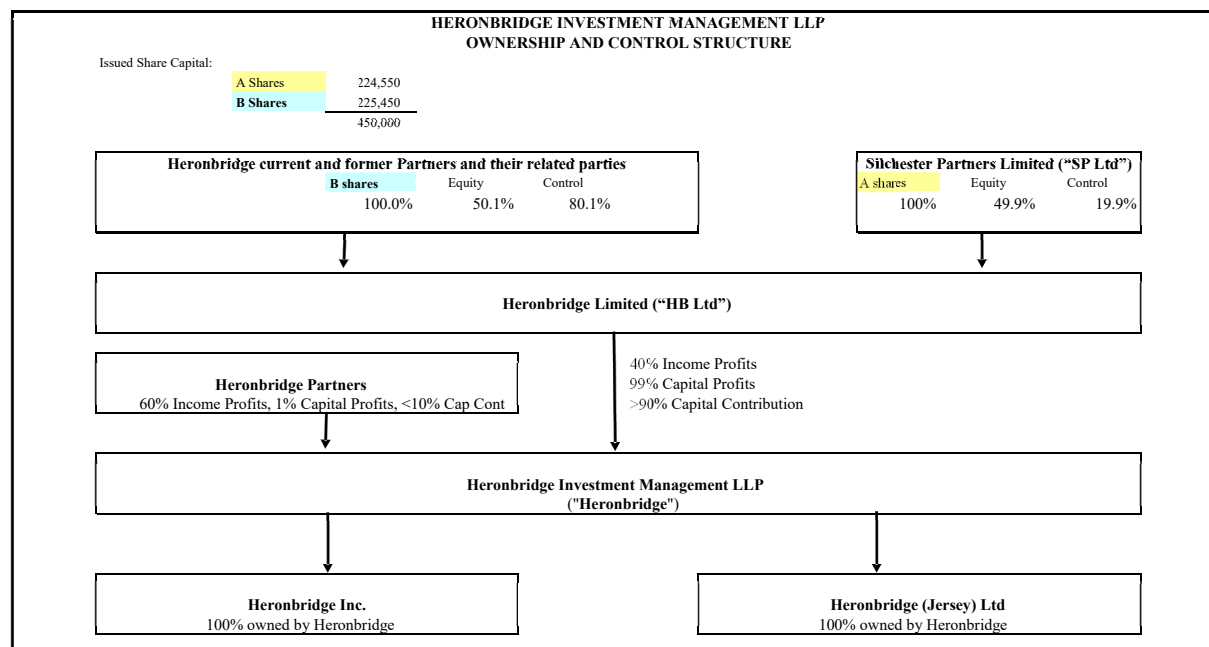 HERONBRIDGE INVESTMENT MANAGEMENT LLP
OWNERSHIP AND CONTROL STRUCTURE
Issued Share Capital:
A Shares 224,550
B Shares 225,450
450,000
Heronbridge current and former Partners and their related parties
B shares Equity Control
100.0% 50.1% 80.1%
Silchester Partners Limited (“SP Ltd”)
A shares Equity Control
100% 49.9% 19.9%
Heronbridge Limited (“HB Ltd”)
40% Income Profits
99% Capital Profits
>90% Capital Contribution
Heronbridge Partners
60% Income Profits, 1% Capital Profits, <10% Cap Cont
Heronbridge Investment Management LLP
("Heronbridge")
Heronbridge Inc.
100% owned by Heronbridge
Heronbridge (Jersey) Ltd
100% owned by Heronbridge